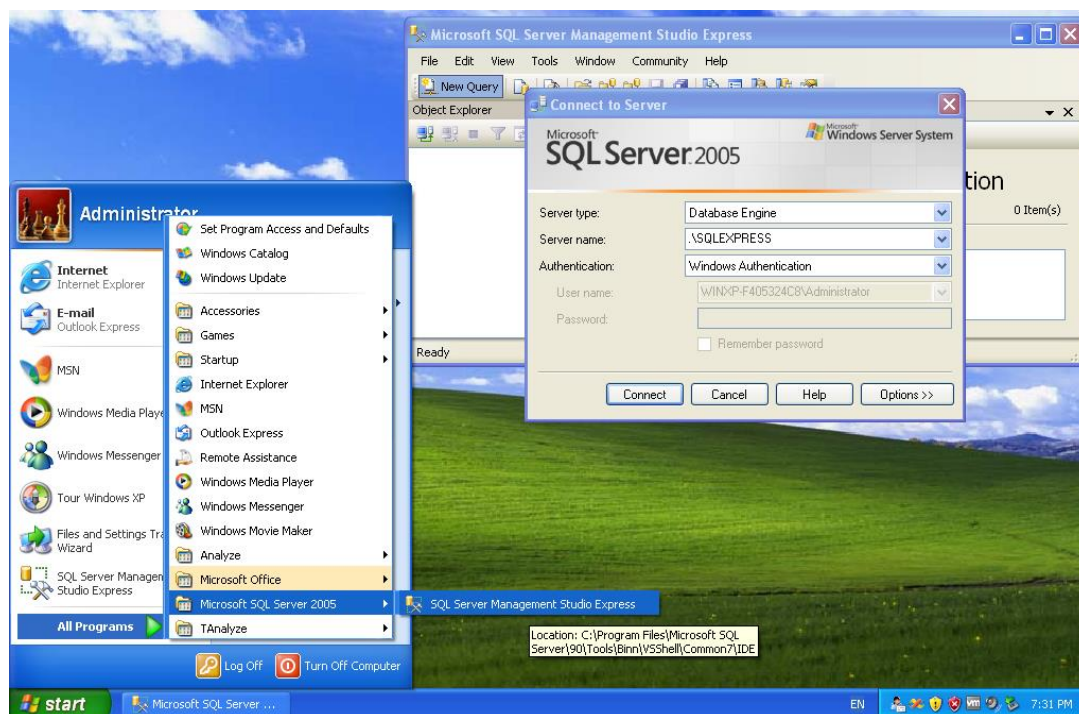 Microsoft SQL Server Management Studio Express
File Edit View Tools Window Community Help
New Query
Object Explorer
Connect to Server
Microsoft
SQL Server 2005
Microsoft
Windows Server System
tion
0 Item(s)
Server type:
Database Engine
Server name:
.\SQLEXPRESS
Authentication:
Windows Authentication
User name:
WINXP-F405324C8\Administrator
Password:
Remember password
Connect
Cancel
Help
Options >>
Ready
Administrator
Internet
Internet Explorer
E-mail
Outlook Express
MSN
Windows Media Playe
Windows Messenger
Tour Windows XP
Files and Settings Tra
Wizard
SQL Server Managem
Studio Express
All Programs
Set Program Access and Defaults
Windows Catalog
Windows Update
Accessories
Games
Startup
Internet Explorer
MSN
Outlook Express
Remote Assistance
Windows Media Player
Windows Messenger
Windows Movie Maker
Analyze
Microsoft Office
Microsoft SQL Server 2005
TAnalyze
SQL Server Management Studio Express
Location: C:\Program Files\Microsoft SQL
Server\90\Tools\Binn\VSShell\Common7\IDE
Log Off
Turn Off Computer
start
Microsoft SQL Server ...
EN
7:31 PM